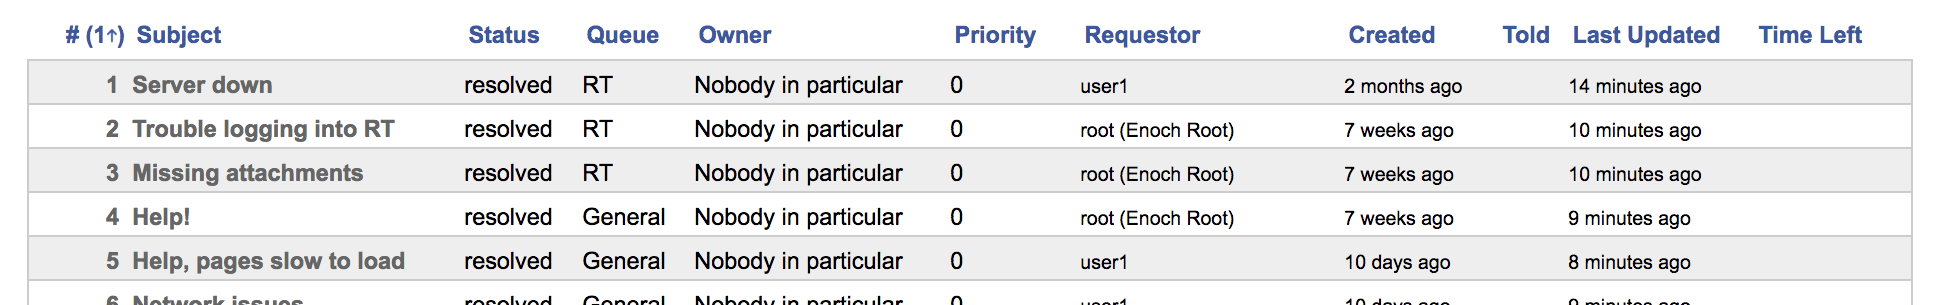 # (1↑) Subject Status Queue Owner Priority Requestor Created Told Last Updated Time Left
1 Server down resolved RT Nobody in particular 0 user1 2 months ago 14 minutes ago
2 Trouble logging into RT resolved RT Nobody in particular 0 root (Enoch Root) 7 weeks ago 10 minutes ago
3 Missing attachments resolved RT Nobody in particular 0 root (Enoch Root) 7 weeks ago 10 minutes ago
4 Help! resolved General Nobody in particular 0 root (Enoch Root) 7 weeks ago 9 minutes ago
5 Help, pages slow to load resolved General Nobody in particular 0 user1 10 days ago 8 minutes ago
6 Network issues resolved General Nobody in particular 0 user1 10 days ago 9 minutes ago